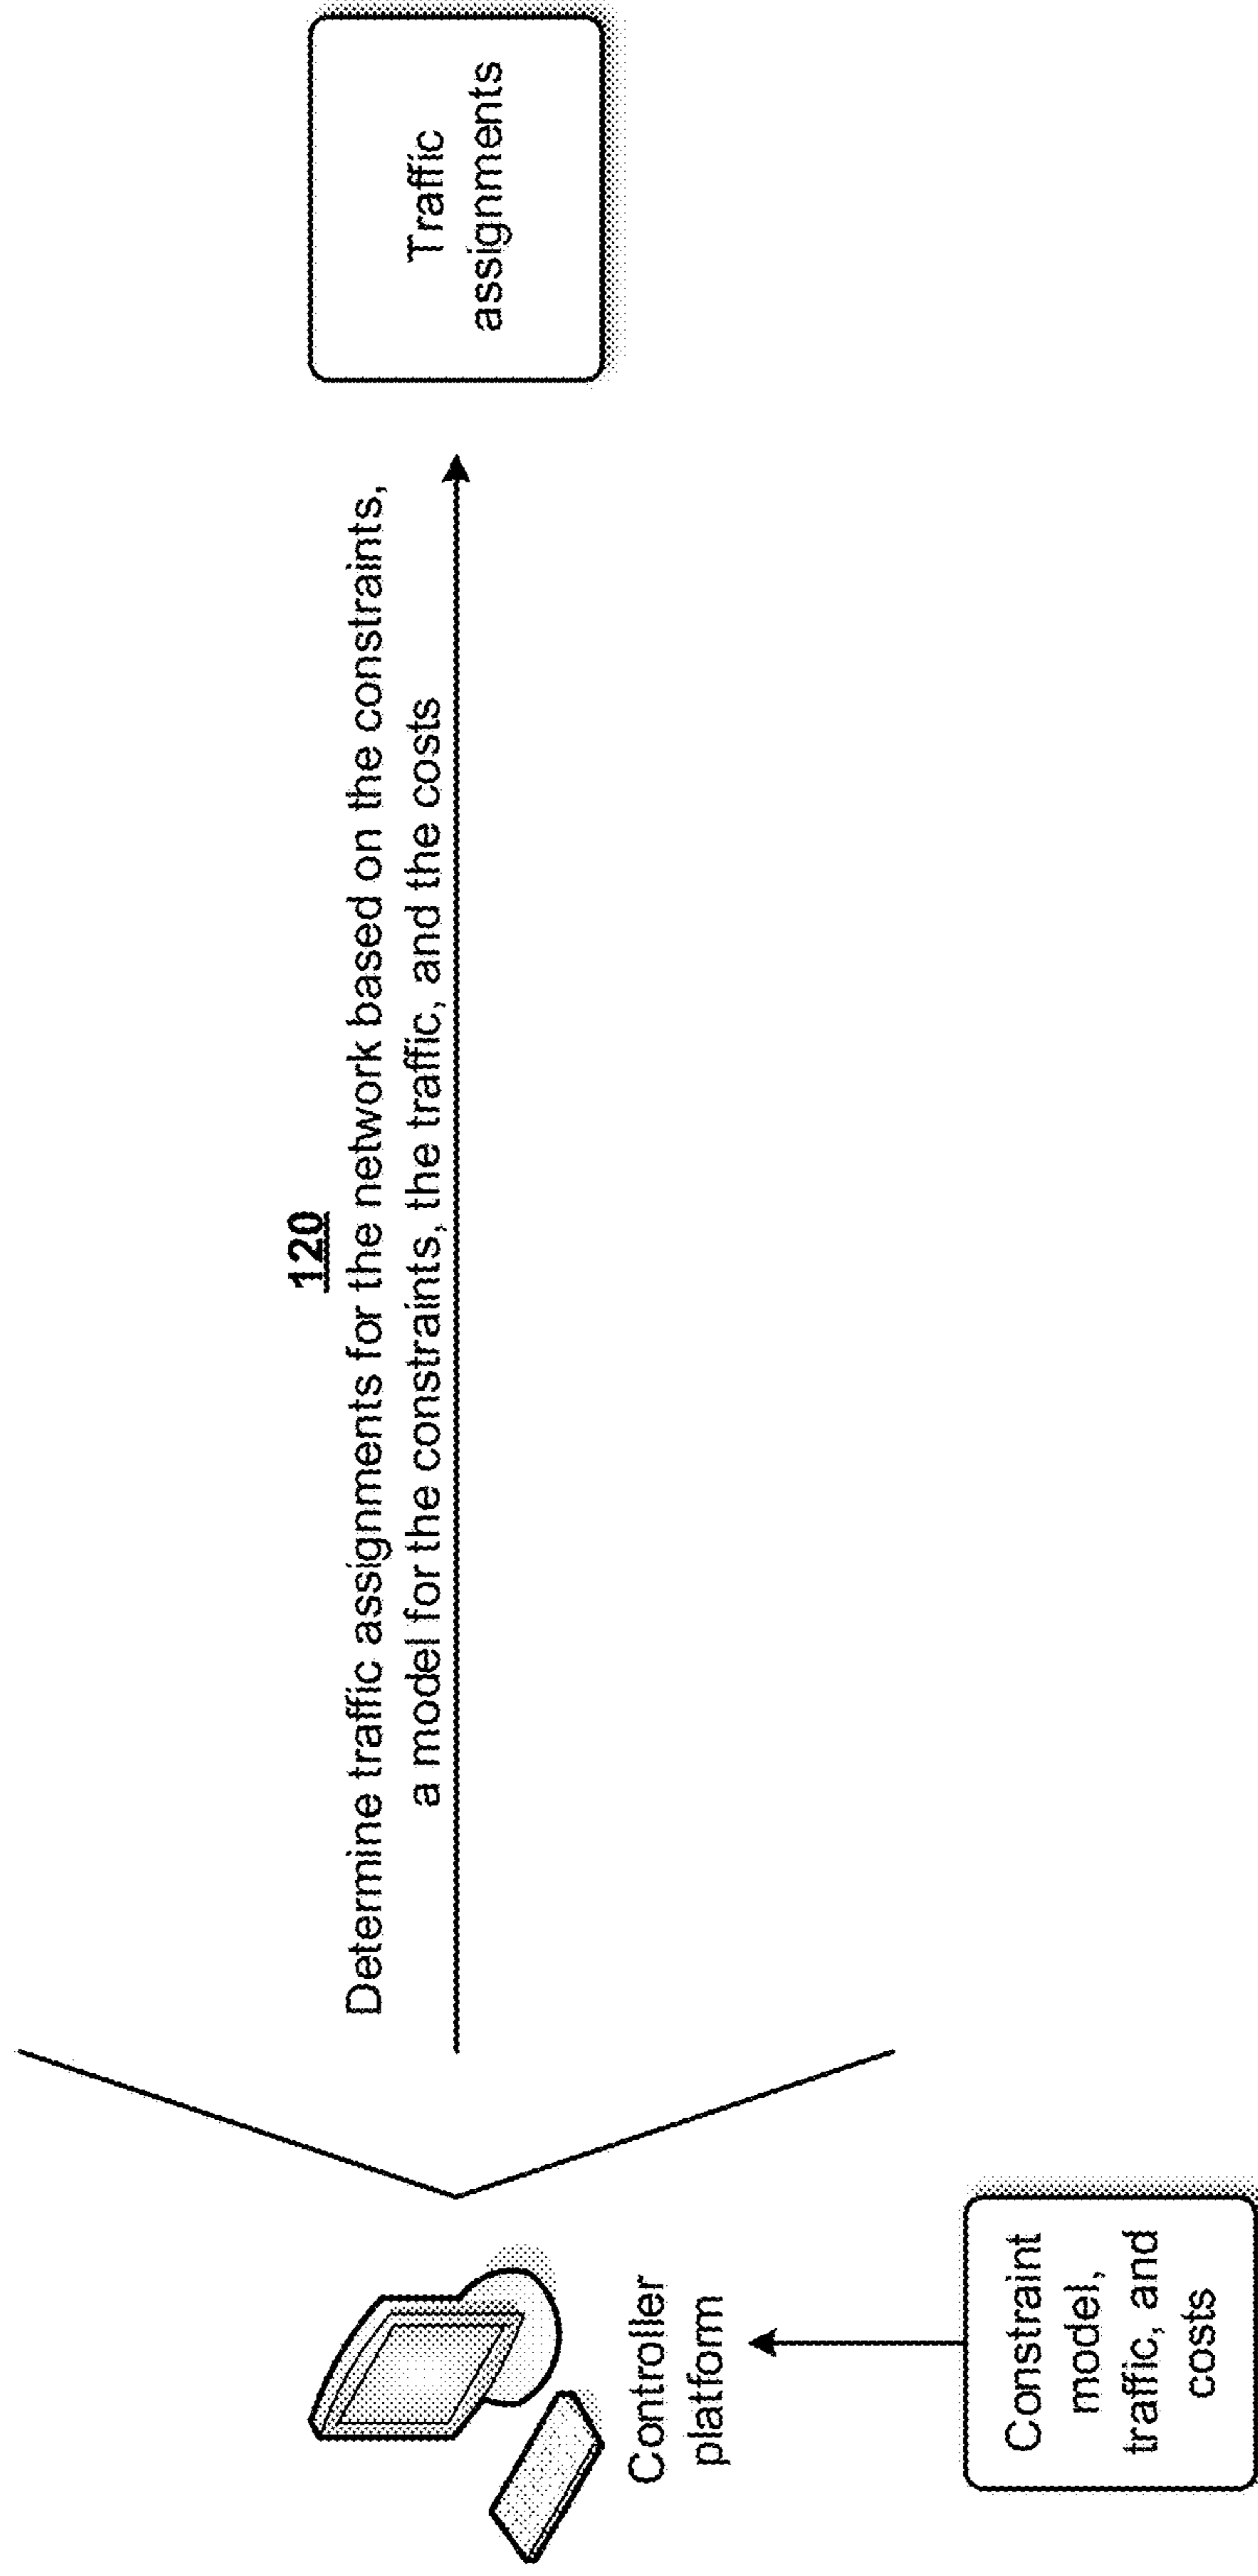 120
Determine traffic assignments for the network based on the constraints,
a model for the constraints, the traffic, and the costs
Traffic
assignments
Controller
platform
Constraint
model,
traffic, and
costs